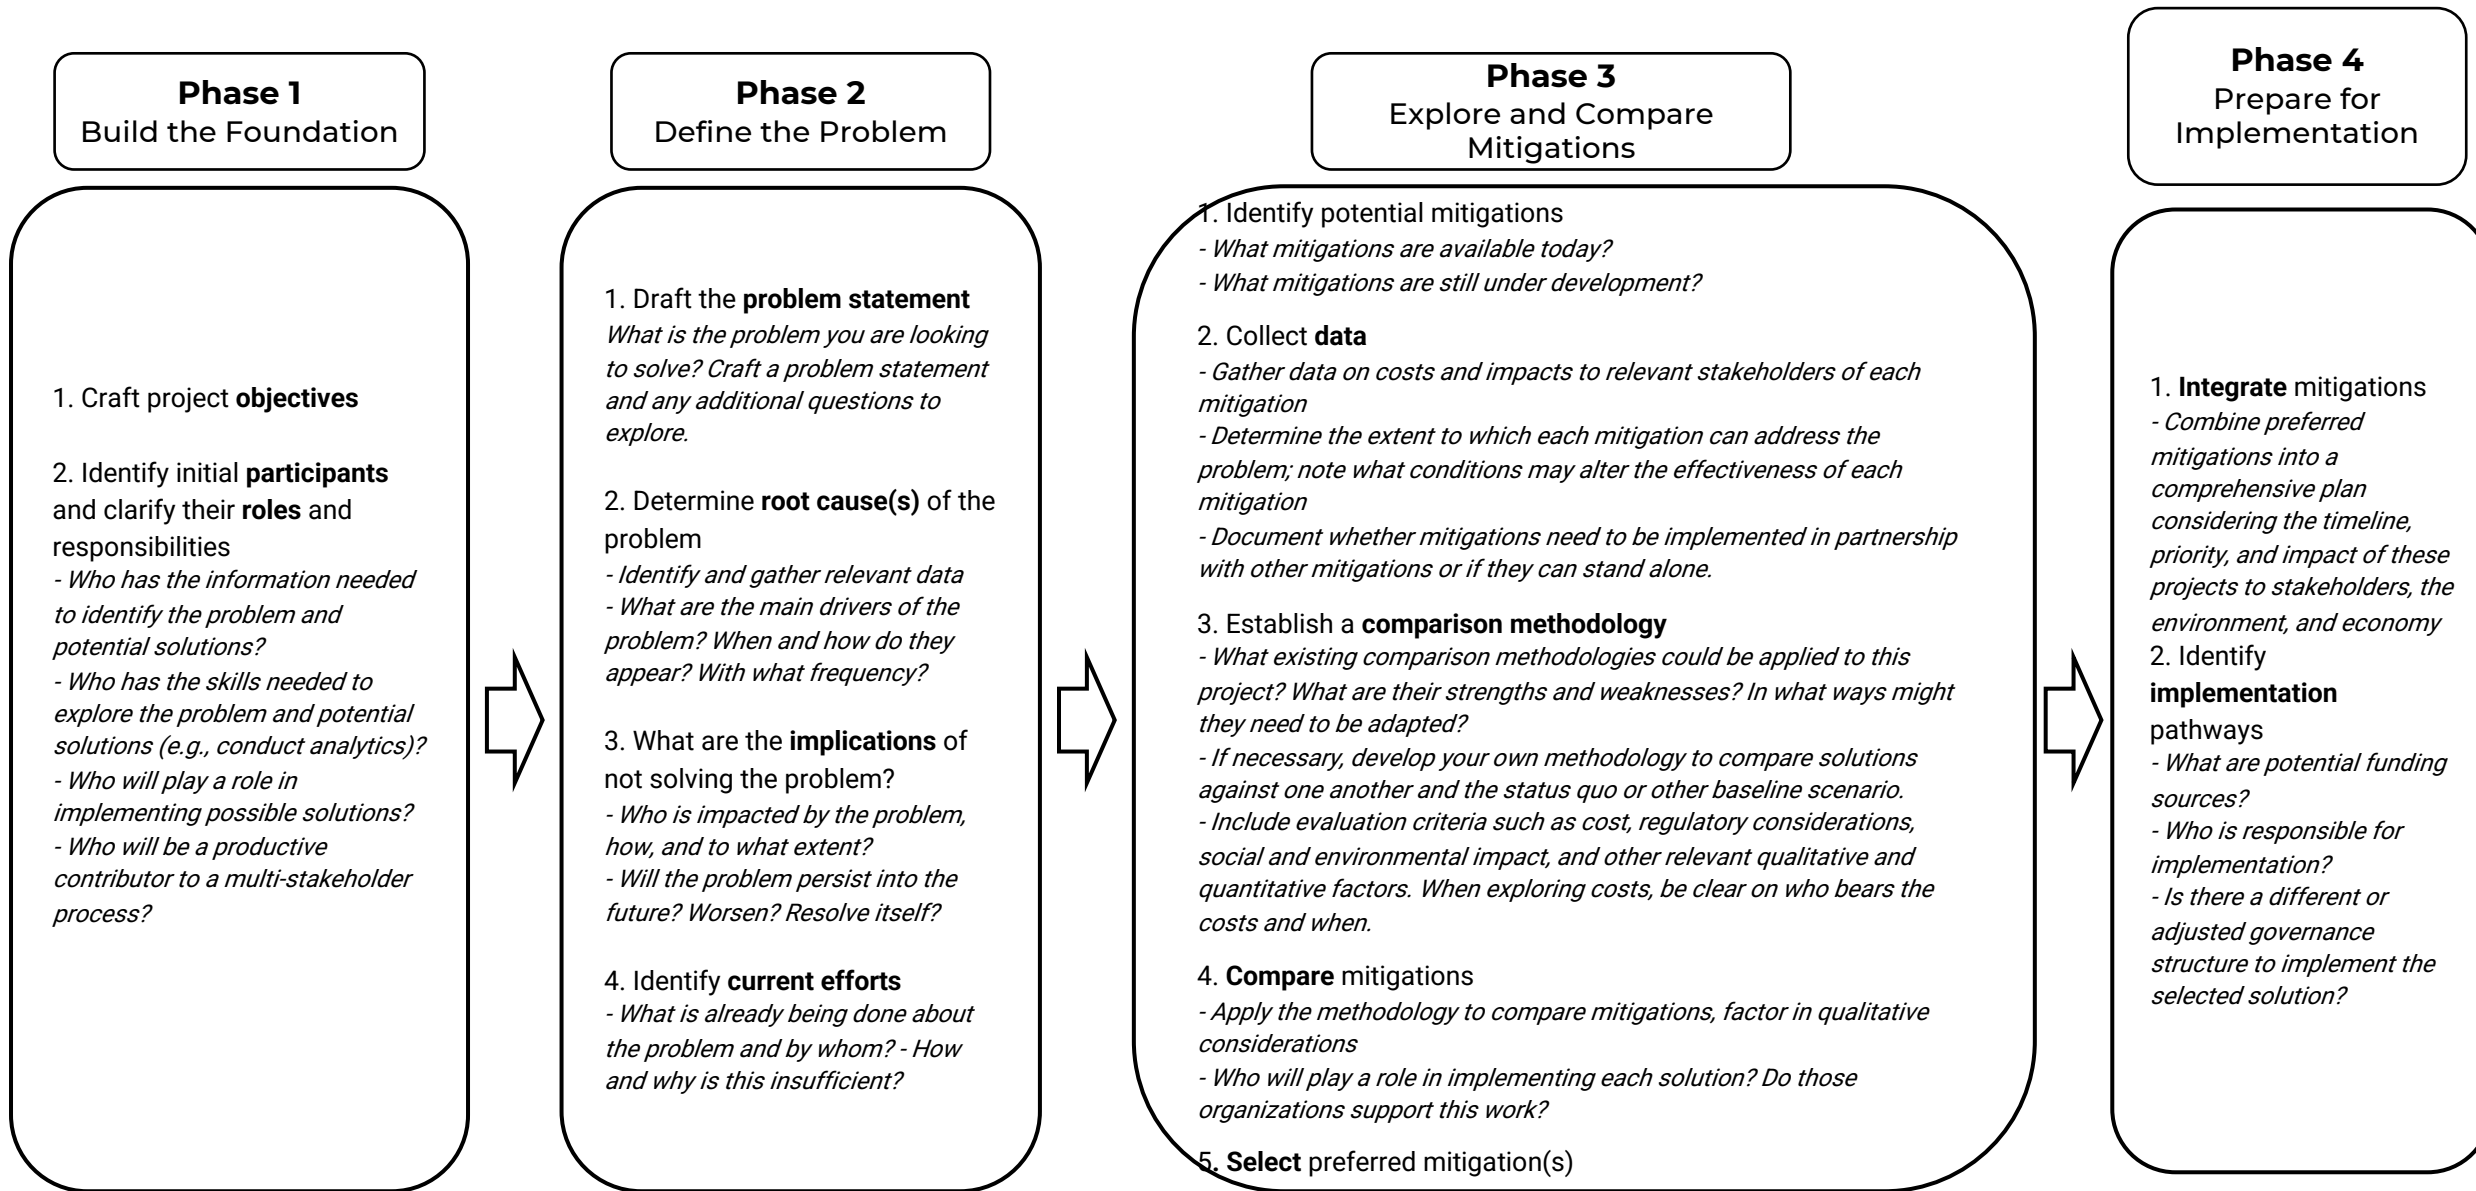 Phase 1
Build the Foundation
1. Craft project objectives
2. Identify initial participants
and clarify their roles and
responsibilities
- Who has the information needed
to identify the problem and
potential solutions?
- Who has the skills needed to
explore the problem and potential
solutions (e.g., conduct analytics)?
- Who will play a role in
implementing possible solutions?
- Who will be a productive
contributor to a multi-stakeholder
process?
Phase 2
Define the Problem
1. Draft the problem statement
What is the problem you are looking
to solve? Craft a problem statement
and any additional questions to
explore.
2. Determine root cause(s) of the
problem
- Identify and gather relevant data
- What are the main drivers of the
problem? When and how do they
appear? With what frequency?
3. What are the implications of
not solving the problem?
- Who is impacted by the problem,
how, and to what extent?
- Will the problem persist into the
future? Worsen? Resolve itself?
4. Identify current efforts
- What is already being done about
the problem and by whom? - How
and why is this insufficient?
Phase 3
Explore and Compare
Mitigations
1. Identify potential mitigations
- What mitigations are available today?
- What mitigations are still under development?
2. Collect data
- Gather data on costs and impacts to relevant stakeholders of each
mitigation
- Determine the extent to which each mitigation can address the
problem; note what conditions may alter the effectiveness of each
mitigation
- Document whether mitigations need to be implemented in partnership
with other mitigations or if they can stand alone.
3. Establish a comparison methodology
- What existing comparison methodologies could be applied to this
project? What are their strengths and weaknesses? In what ways might
they need to be adapted?
- If necessary, develop your own methodology to compare solutions
against one another and the status quo or other baseline scenario.
- Include evaluation criteria such as cost, regulatory considerations,
social and environmental impact, and other relevant qualitative and
quantitative factors. When exploring costs, be clear on who bears the
costs and when.
4. Compare mitigations
- Apply the methodology to compare mitigations, factor in qualitative
considerations
- Who will play a role in implementing each solution? Do those
organizations support this work?
5. Select preferred mitigation(s)
Phase 4
Prepare for
Implementation
1. Integrate mitigations
- Combine preferred
mitigations into a
comprehensive plan
considering the timeline,
priority, and impact of these
projects to stakeholders, the
environment, and economy
2. Identify
implementation
pathways
- What are potential funding
sources?
- Who is responsible for
implementation?
- Is there a different or
adjusted governance
structure to implement the
selected solution?